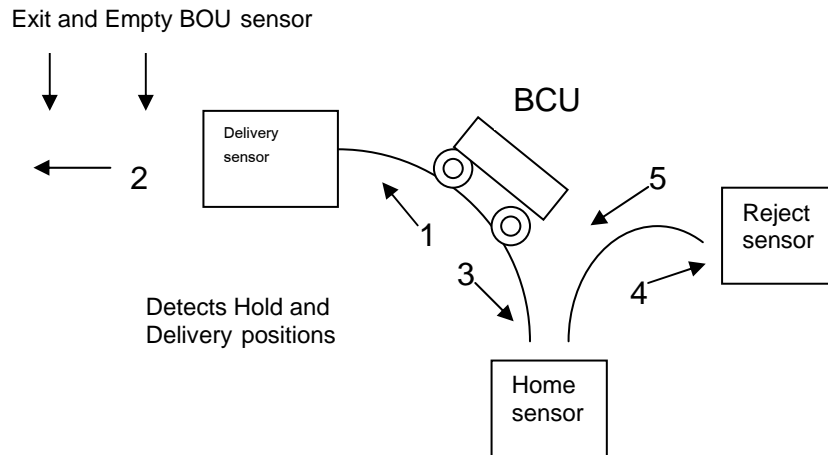 Exit and Empty BOU sensor
BCU
Delivery
sensor
2
1
5
Reject
sensor
3
4
Detects Hold and
Delivery positions
Home
sensor